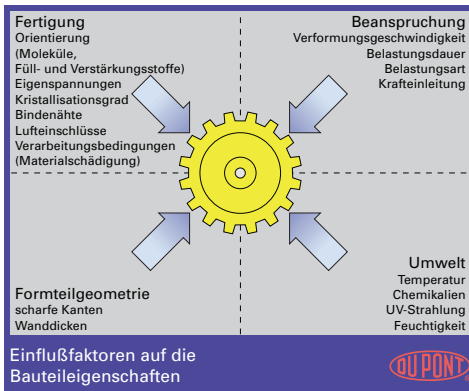 Fertigung
Orientierung
(Moleküle,
Füll- und Verstärkungsstoffe)
Eigenspannungen
Kristallisationsgrad
Bindenähte
Lufteinschlüsse
Verarbeitungsbedingungen
(Materialschädigung)
Beanspruchung
Verformungsgeschwindigkeit
Belastungsdauer
Belastungsart
Krafteinleitung
Formteilgeometrie
scharfe Kanten
Wanddicken
Umwelt
Temperatur
Chemikalien
UV-Strahlung
Feuchtigkeit
Einflußfaktoren auf die
Bauteileigenschaften
DUPONT